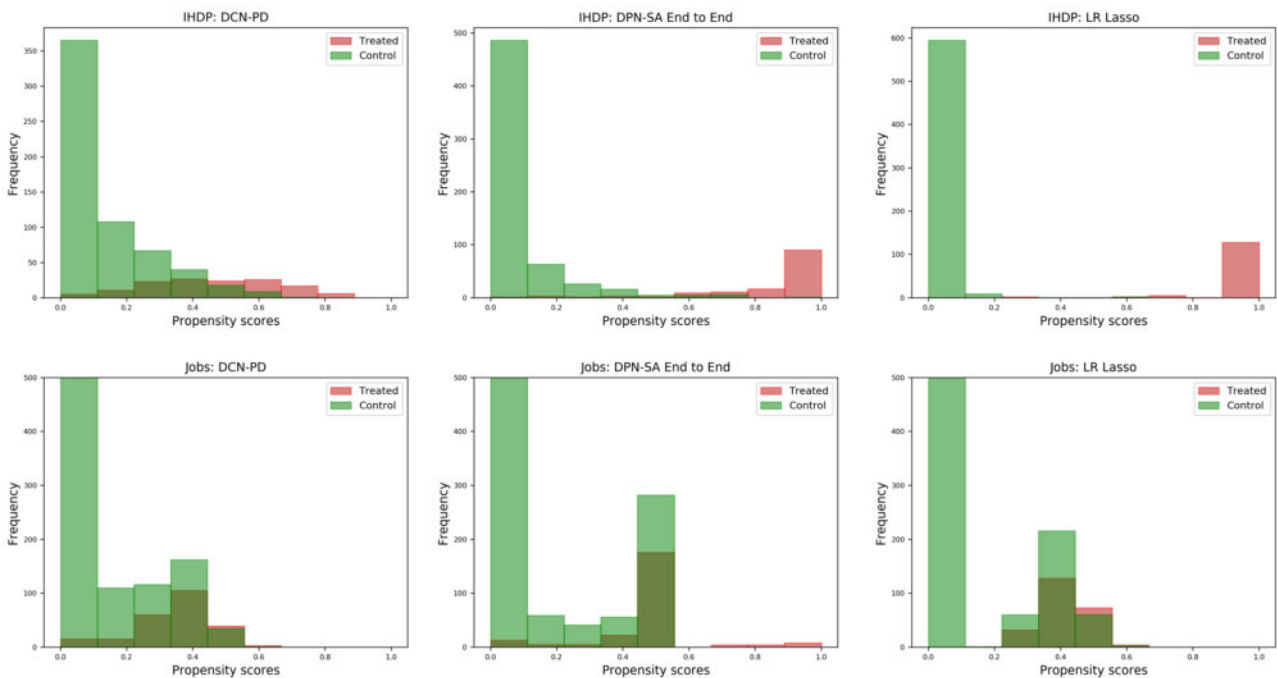 IHDP: DCN-PD
Treated
Control
350
300
250
200
150
100
50
0
Frequency
0.0 0.2 0.4 0.6 0.8 1.0
Propensity scores
IHDP: DPN-SA End to End
Treated
Control
500
400
300
200
100
0
Frequency
0.0 0.2 0.4 0.6 0.8 1.0
Propensity scores
IHDP: LR Lasso
Treated
Control
600
500
400
300
200
100
0
Frequency
0.0 0.2 0.4 0.6 0.8 1.0
Propensity scores
Jobs: DCN-PD
Treated
Control
500
400
300
200
100
0
Frequency
0.0 0.2 0.4 0.6 0.8 1.0
Propensity scores
Jobs: DPN-SA End to End
Treated
Control
500
400
300
200
100
0
Frequency
0.0 0.2 0.4 0.6 0.8 1.0
Propensity scores
Jobs: LR Lasso
Treated
Control
500
400
300
200
100
0
Frequency
0.0 0.2 0.4 0.6 0.8 1.0
Propensity scores